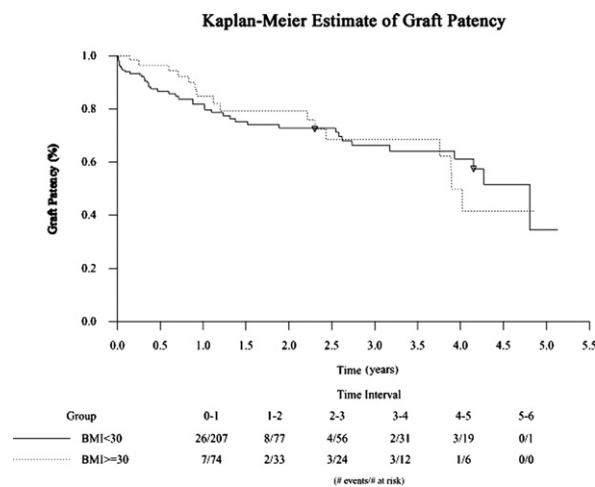 Kaplan-Meier Estimate of Graft Patency
Graft Patency (%)
1.0
0.8
0.6
0.4
0.2
0.0
0.0 0.5 1.0 1.5 2.0 2.5 3.0 3.5 4.0 4.5 5.0 5.5
Time (years)
Time Interval
Group 0-1 1-2 2-3 3-4 4-5 5-6
BMI<30 26/207 8/77 4/56 2/31 3/19 0/1
BMI>=30 7/74 2/33 3/24 3/12 1/6 0/0
(# events/# at risk)